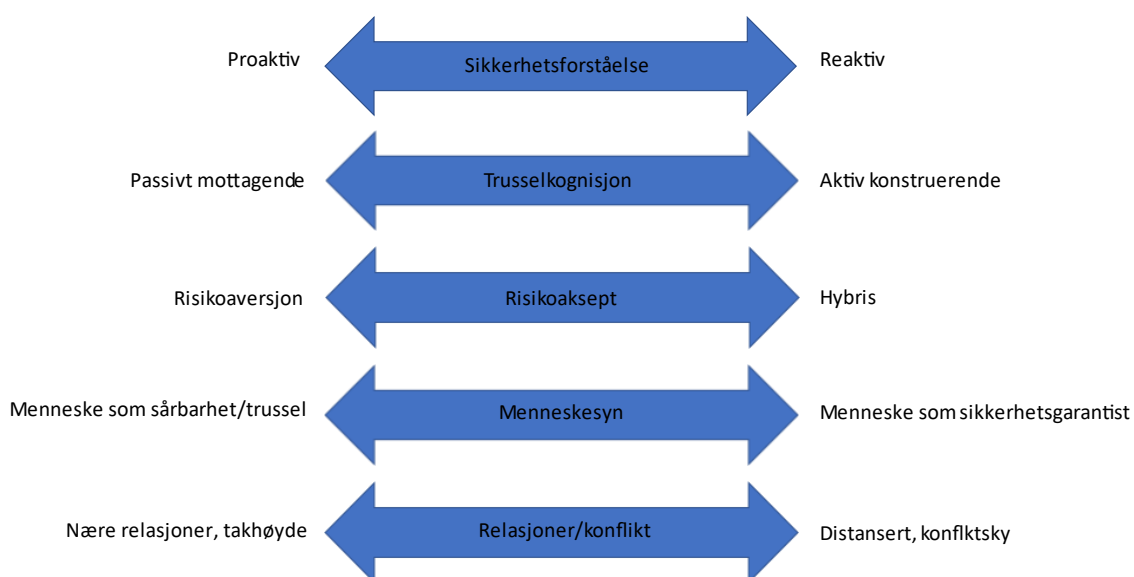 Proaktiv Sikkerhetsforståelse Reaktiv
Passivt mottagende Trusselkognisjon Aktiv konstruerende
Risikoaversjon Risikoaksept Hybris
Menneske som sårbarhet/trussel Menneskesyn Menneske som sikkerhetsgarantist
Nære relasjoner, takhøyde Relasjoner/konflikt Distansert, konflktsky